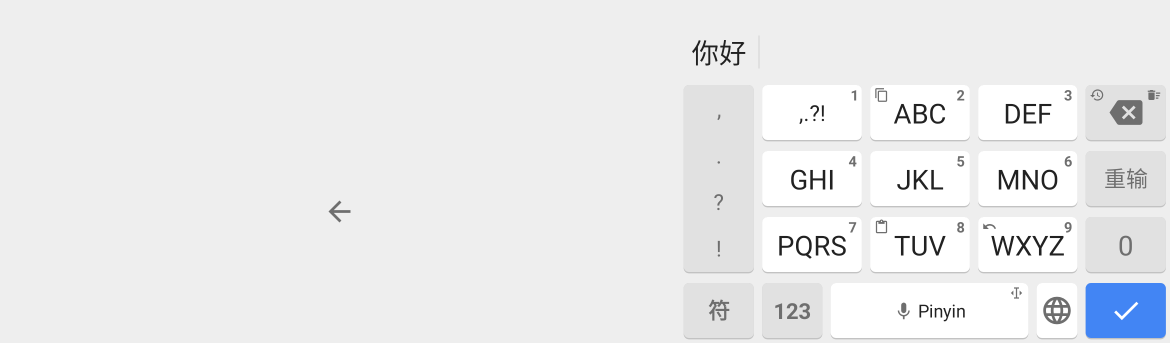 你好
,
.
?
!
,.?! 1
ABC 2
DEF 3
GHI 4
JKL 5
MNO 6
重输
PQRS 7
TUV 8
WXYZ 9
0
符
123
Pinyin